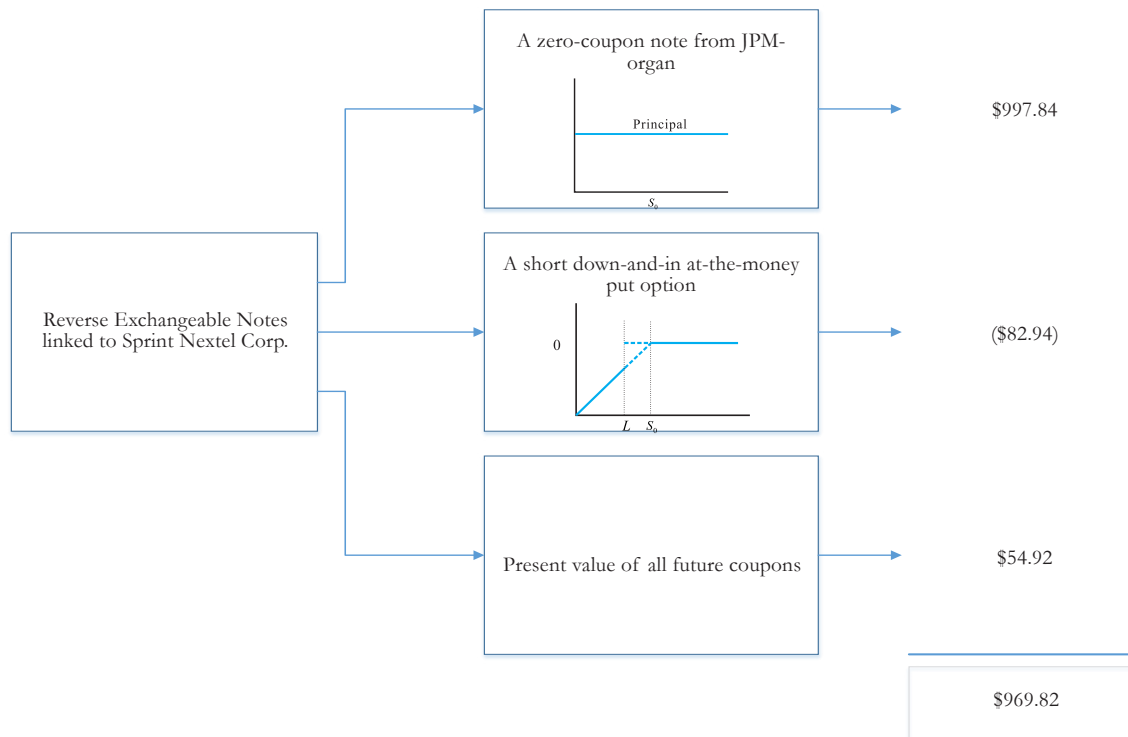 A zero-coupon note from JPM-
organ
Principal
S₀
$997.84
Reverse Exchangeable Notes
linked to Sprint Nextel Corp.
A short down-and-in at-the-money
put option
0
L S₀
($82.94)
Present value of all future coupons
$54.92
$969.82